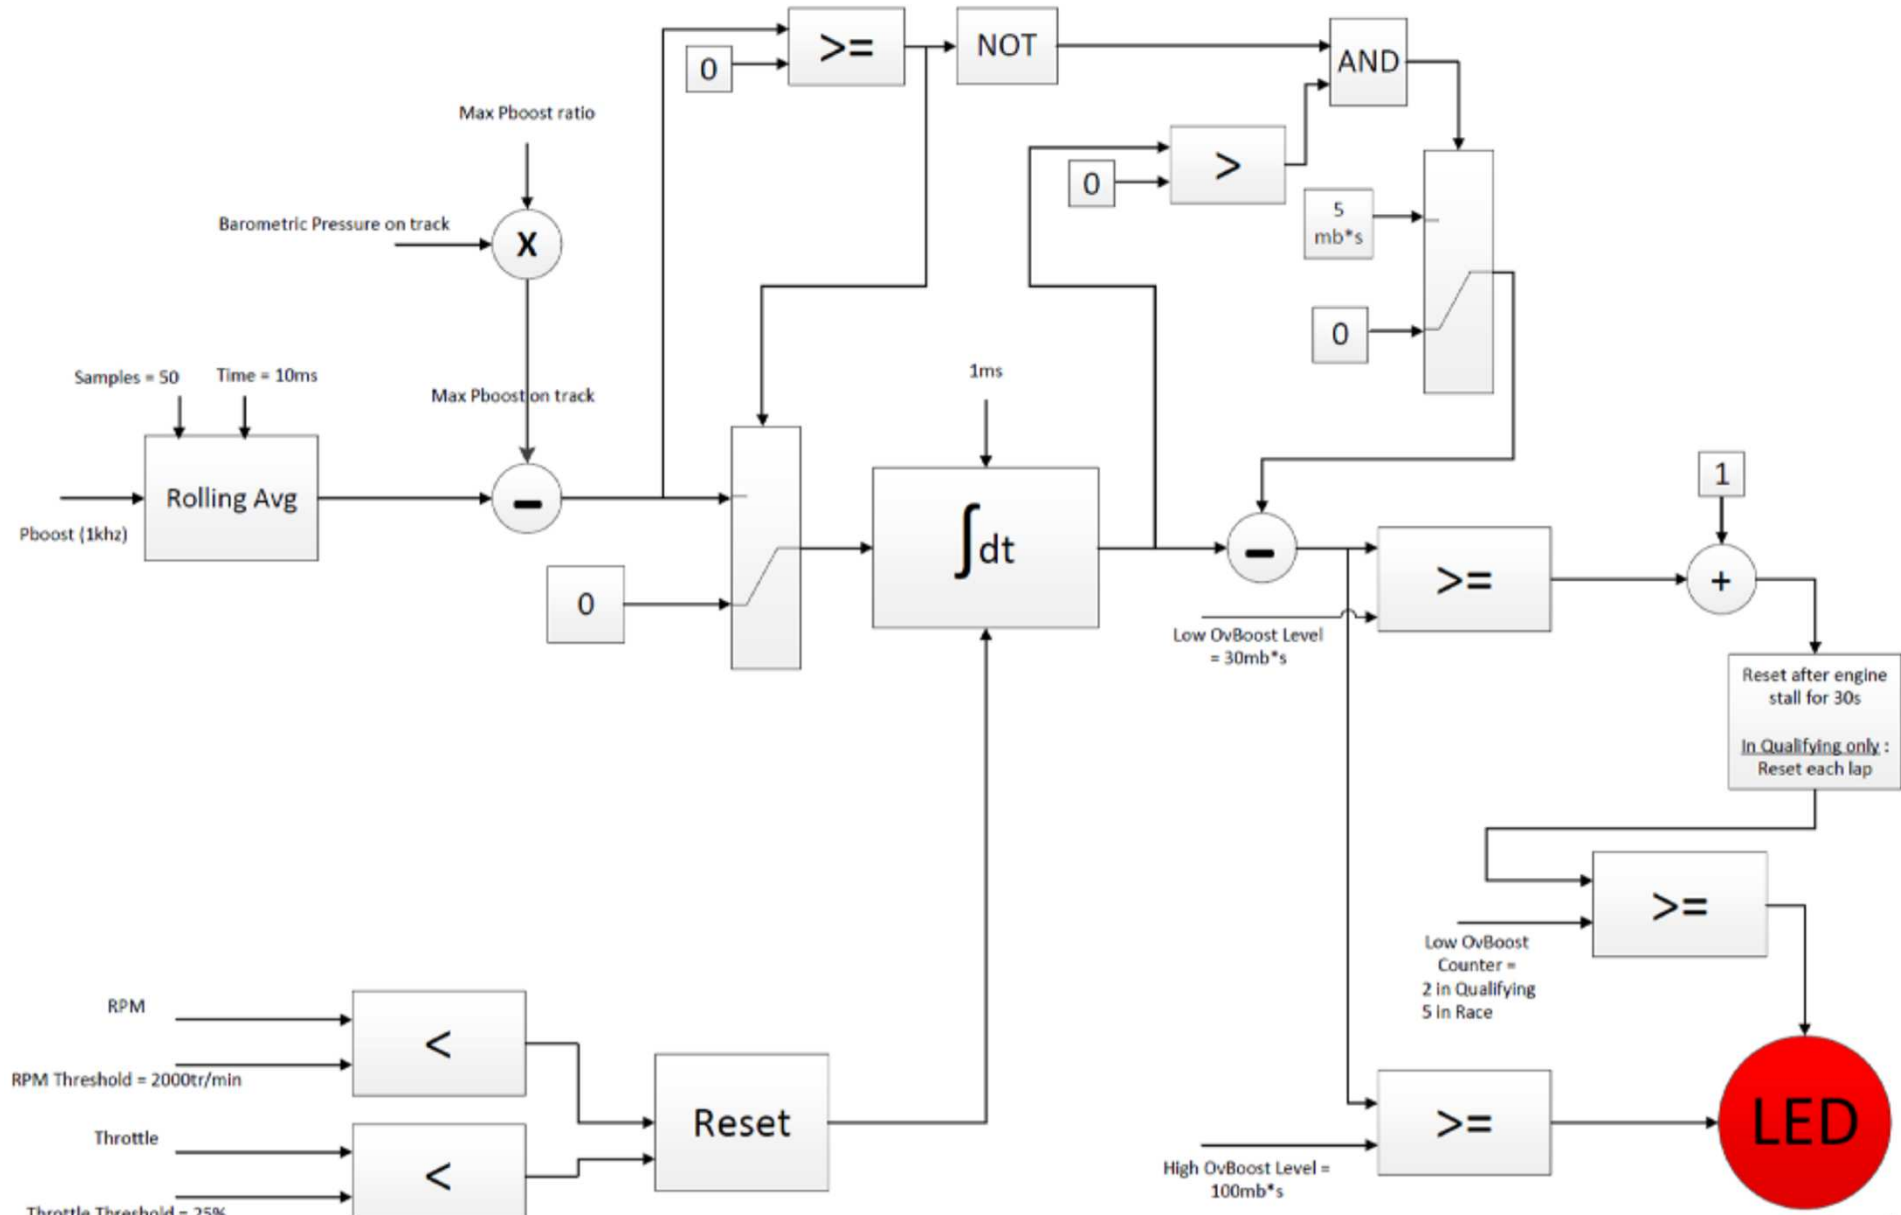 >=
NOT
AND
0
Max Pboost ratio
>
0
5
mb*s
Barometric Pressure on track
X
0
Samples = 50
Time = 10ms
1ms
Max Pboost on track
Rolling Avg
-
∫dt
1
Pboost (1khz)
0
-
>=
+
Low OvBoost Level
= 30mb*s
Reset after engine
stall for 30s
In Qualifying only :
Reset each lap
>=
Low OvBoost
Counter =
2 in Qualifying
5 in Race
RPM
<
RPM Threshold = 2000tr/min
Reset
Throttle
<
Throttle Threshold = 25%
>=
LED
High OvBoost Level =
100mb*s